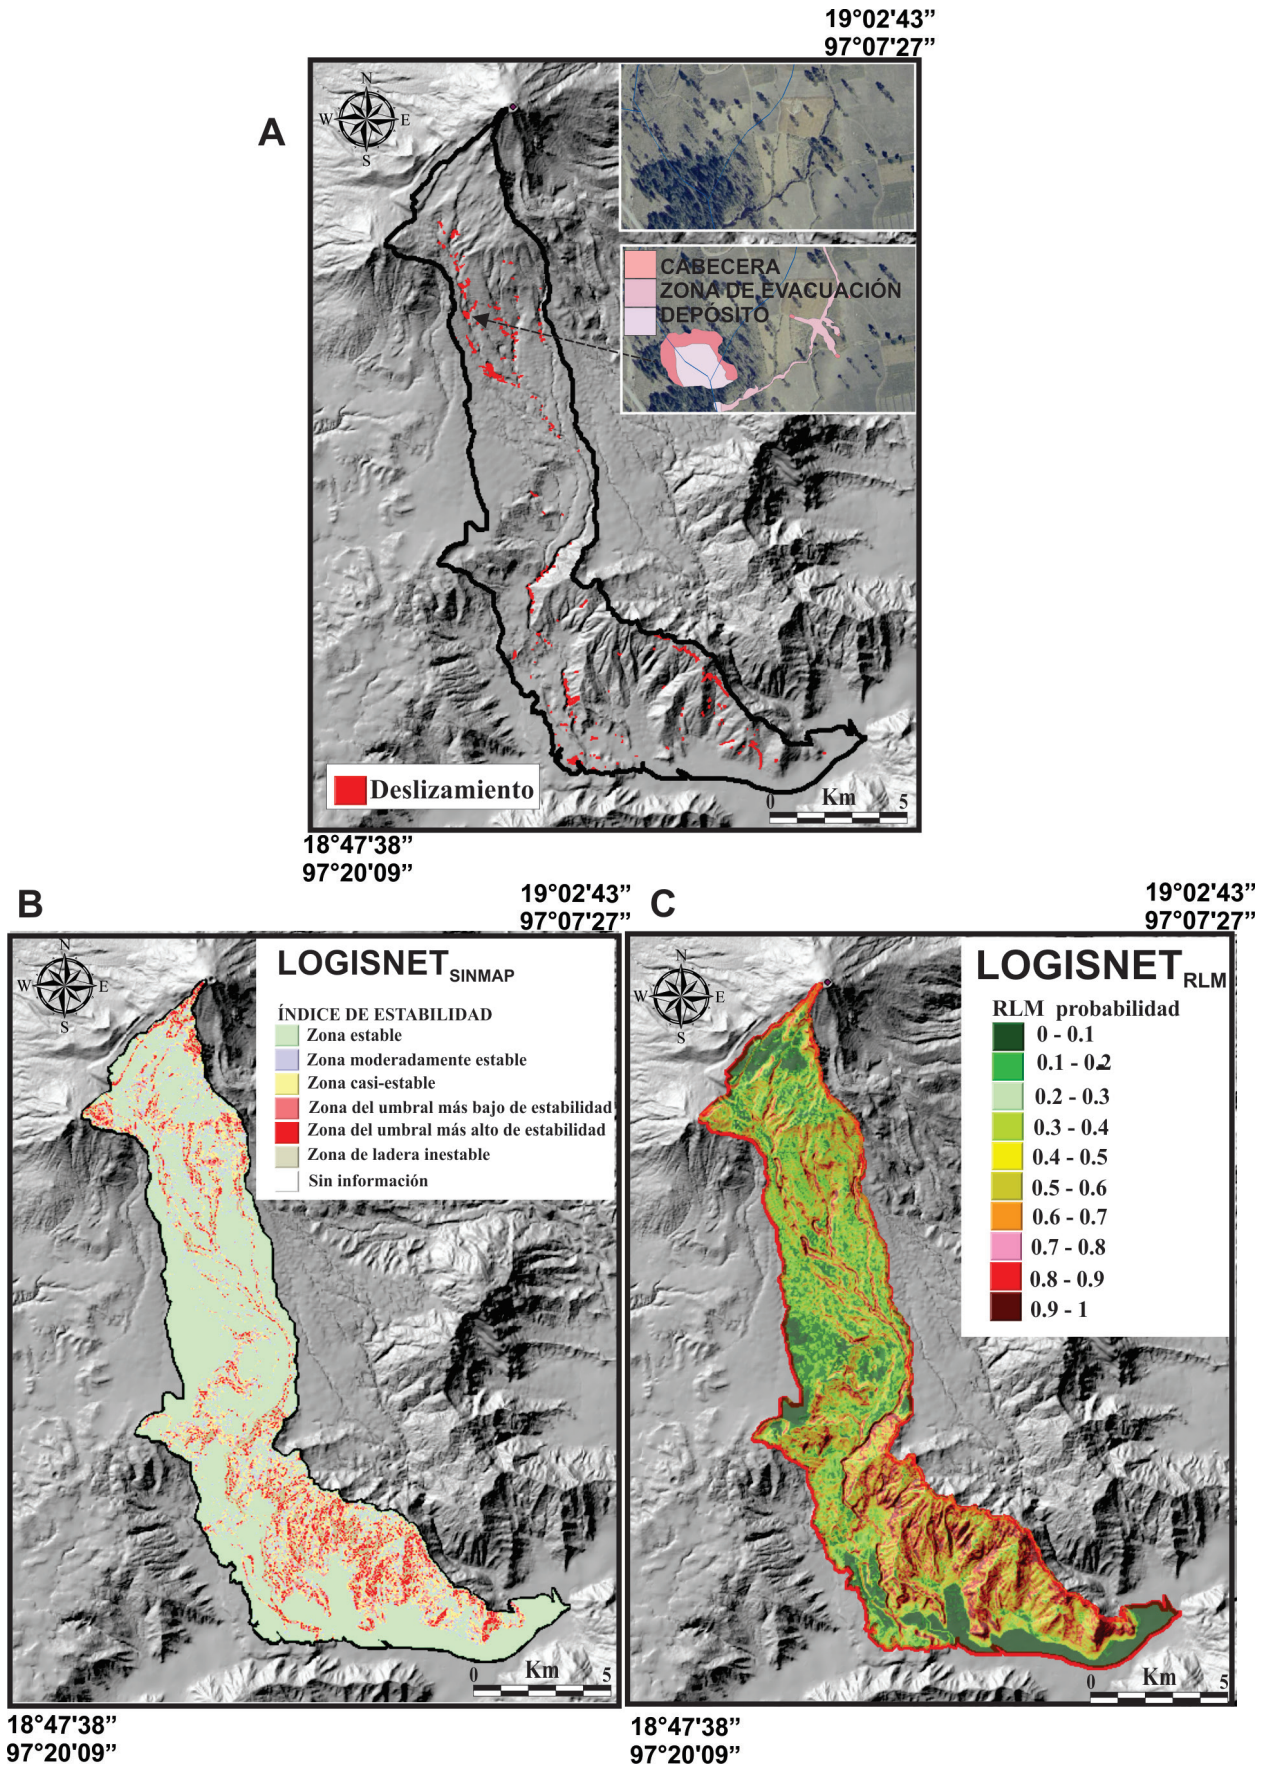 19°02'43”
97°07'27”
A
N
W E
S
CABECERA
ZONA DE EVACUACIÓN
DEPÓSITO
Deslizamiento
0 Km 5
18°47'38”
97°20'09”
B
19°02'43”
97°07'27”
N
W E
S
LOGISNET SINMAP
ÍNDICE DE ESTABILIDAD
Zona estable
Zona moderadamente estable
Zona casi-estable
Zona del umbral más bajo de estabilidad
Zona del umbral más alto de estabilidad
Zona de ladera inestable
Sin información
0 Km 5
18°47'38”
97°20'09”
C
19°02'43”
97°07'27”
N
W E
S
LOGISNET RLM
RLM probabilidad
0 - 0.1
0.1 - 0.2
0.2 - 0.3
0.3 - 0.4
0.4 - 0.5
0.5 - 0.6
0.6 - 0.7
0.7 - 0.8
0.8 - 0.9
0.9 - 1
0 Km 5
18°47'38”
97°20'09”